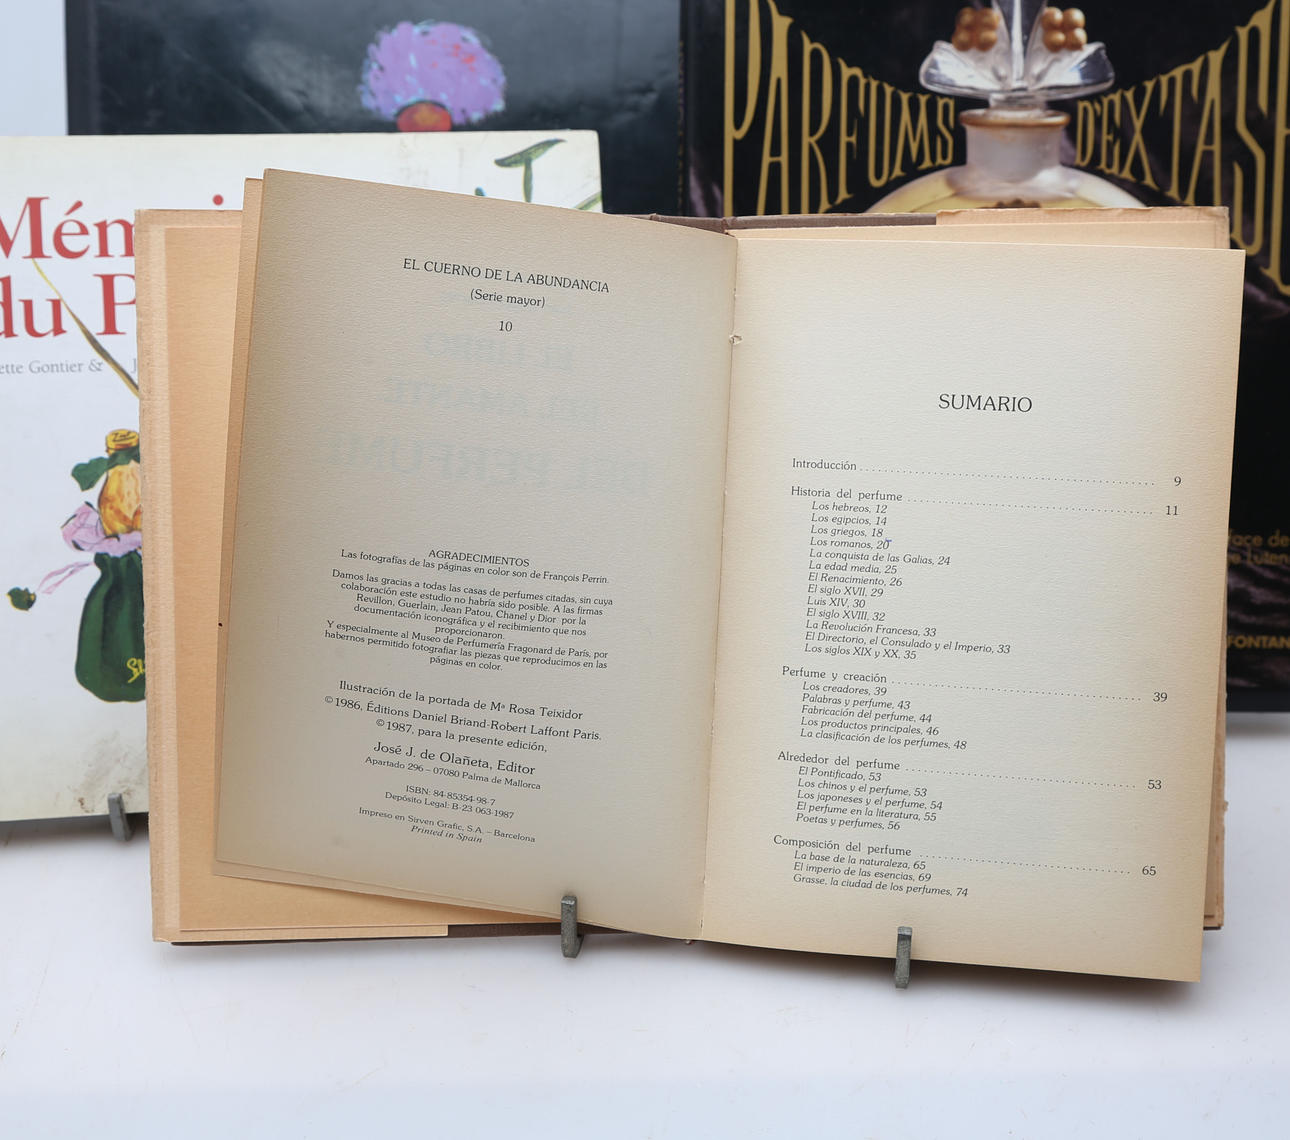 PARFUMS D'EXTASE
du P
ette Gontier & J
EL CUERNO DE LA ABUNDANCIA
(Serie mayor)
10
AGRADECIMIENTOS
Las fotografías de las páginas en color son de François Perrin.
Damos las gracias a todas las casas de perfumes citadas, sin cuya
colaboración este estudio no habría sido posible. A las firmas
Revillon, Guerlain, Jean Patou, Chanel y Dior por la
documentación iconográfica y el recibimiento que nos
proporcionaron.
Y especialmente al Museo de Perfumería Fragonard de París, por
habernos permitido fotografiar las piezas que reproducimos en las
páginas en color.
Ilustración de la portada de Mª Rosa Teixidor
© 1986, Éditions Daniel Briand-Robert Laffont Paris.
© 1987, para la presente edición,
José J. de Olañeta, Editor
Apartado 296 – 07080 Palma de Mallorca
ISBN: 84-85354-98-7
Depósito Legal: B-23 063-1987
Impreso en Sirven Grafic, S.A. – Barcelona
Printed in Spain
SUMARIO
Introducción 9
Historia del perfume 11
Los hebreos, 12
Los egipcios, 14
Los griegos, 18
Los romanos, 20
La conquista de las Galias, 24
La edad media, 25
El Renacimiento, 26
El siglo XVII, 29
Luis XIV, 30
El siglo XVIII, 32
La Revolución Francesa, 33
El Directorio, el Consulado y el Imperio, 33
Los siglos XIX y XX, 35
Perfume y creación 39
Los creadores, 39
Palabras y perfume, 43
Fabricación del perfume, 44
Los productos principales, 46
La clasificación de los perfumes, 48
Alrededor del perfume 53
El Pontificado, 53
Los chinos y el perfume, 53
Los japoneses y el perfume, 54
El perfume en la literatura, 55
Poetas y perfumes, 56
Composición del perfume 65
La base de la naturaleza, 65
El imperio de las esencias, 69
Grasse, la ciudad de los perfumes, 74